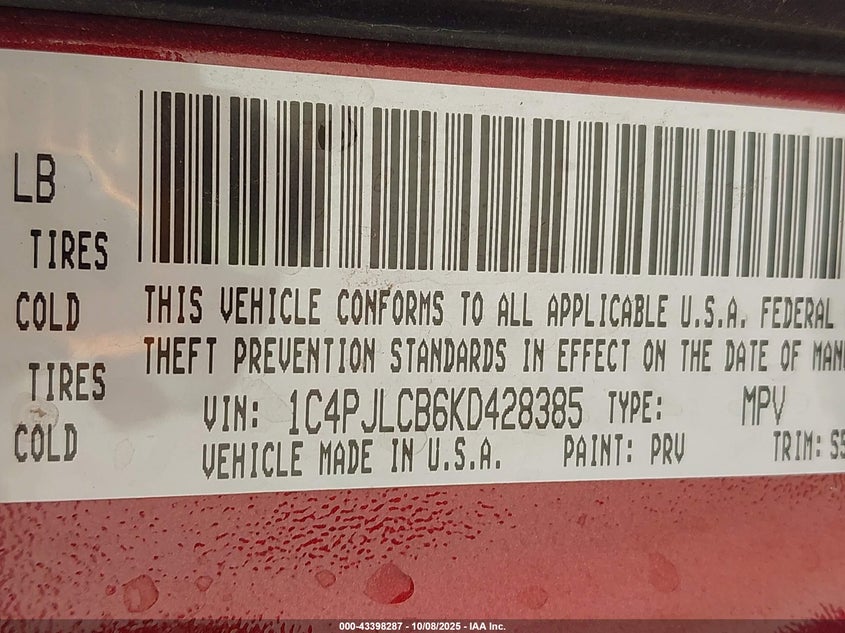 LB
TIRES
COLD
TIRES
COLD
THIS VEHICLE CONFORMS TO ALL APPLICABLE U.S.A. FEDERAL
THEFT PREVENTION STANDARDS IN EFFECT ON THE DATE OF MAN
VIN: 1C4PJLCB6KD428385 TYPE: MPV
VEHICLE MADE IN U.S.A. PAINT: PRV TRIM: S5
000-43398287 - 10/08/2025 - IAA Inc.